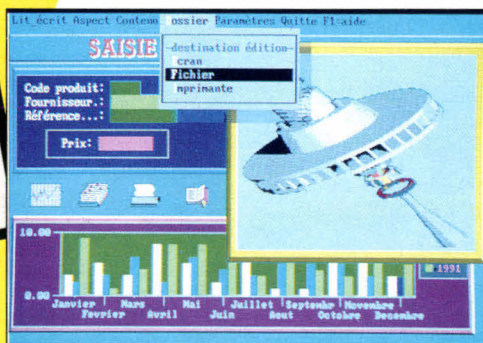 Lit_écrit Aspect Contenu ossier Paramètres Quitte F1=aide
SAISIE
-destination édition-
cran
Fichier
mprimante
Code produit:
Fournisseur.:
Référence...:
Prix:
10.00
0.00
1991
Janvier Mars Mai Juillet Septembr Novembre
Fevrier Avril Juin Aout Octobre Decembre